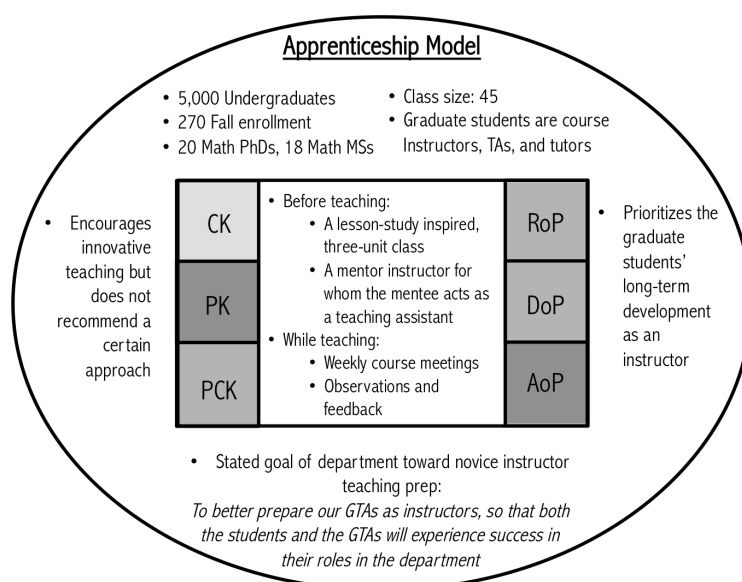 Apprenticeship Model
• 5,000 Undergraduates
• 270 Fall enrollment
• 20 Math PhDs, 18 Math MSs
• Class size: 45
• Graduate students are course
Instructors, TAs, and tutors
• Encourages
innovative
teaching but
does not
recommend a
certain
approach
CK
PK
PCK
• Before teaching:
• A lesson-study inspired,
three-unit class
• A mentor instructor for
whom the mentee acts as
a teaching assistant
• While teaching:
• Weekly course meetings
• Observations and
feedback
RoP
DoP
AoP
• Prioritizes the
graduate
students'
long-term
development
as an
instructor
• Stated goal of department toward novice instructor
teaching prep:
To better prepare our GTAs as instructors, so that both
the students and the GTAs will experience success in
their roles in the department